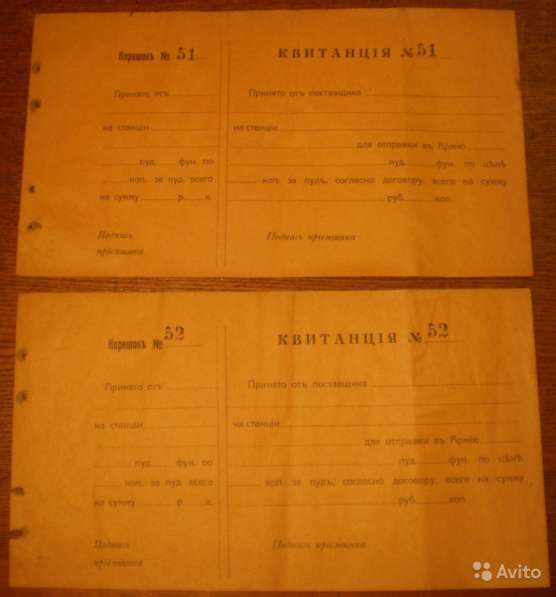 Корешокъ № 51
Принято отъ
на станціи
пуд. фун. по
коп. за пуд. всего
на сумму р. к.
Подпись
пріемщика
КВИТАНЦІЯ № 51
Принято отъ поставщика
на станціи
для отправки въ Армію
пуд. фун. по цѣнѣ
коп. за пудъ, согласно договору, всего на сумму
руб. коп.
Подпись пріемщика
Корешокъ № 52
Принято отъ
на станціи
пуд. фун. по
коп. за пуд. всего
на сумму р. к.
Подпись
пріемщика
КВИТАНЦІЯ № 52
Принято отъ поставщика
на станціи
для отправки въ Армію
пуд. фун. по цѣнѣ
коп. за пудъ, согласно договору, всего на сумму
руб. коп.
Подпись пріемщика
Avito